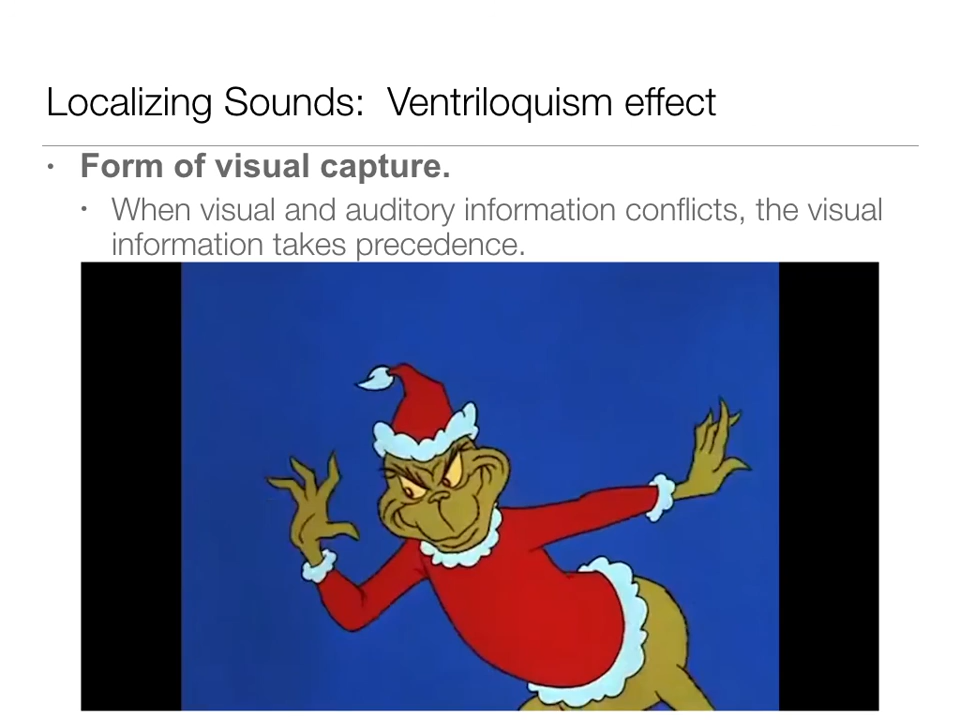 Localizing Sounds:  Ventriloquism effect
• Form of visual capture.
• When visual and auditory information conflicts, the visual
information takes precedence.